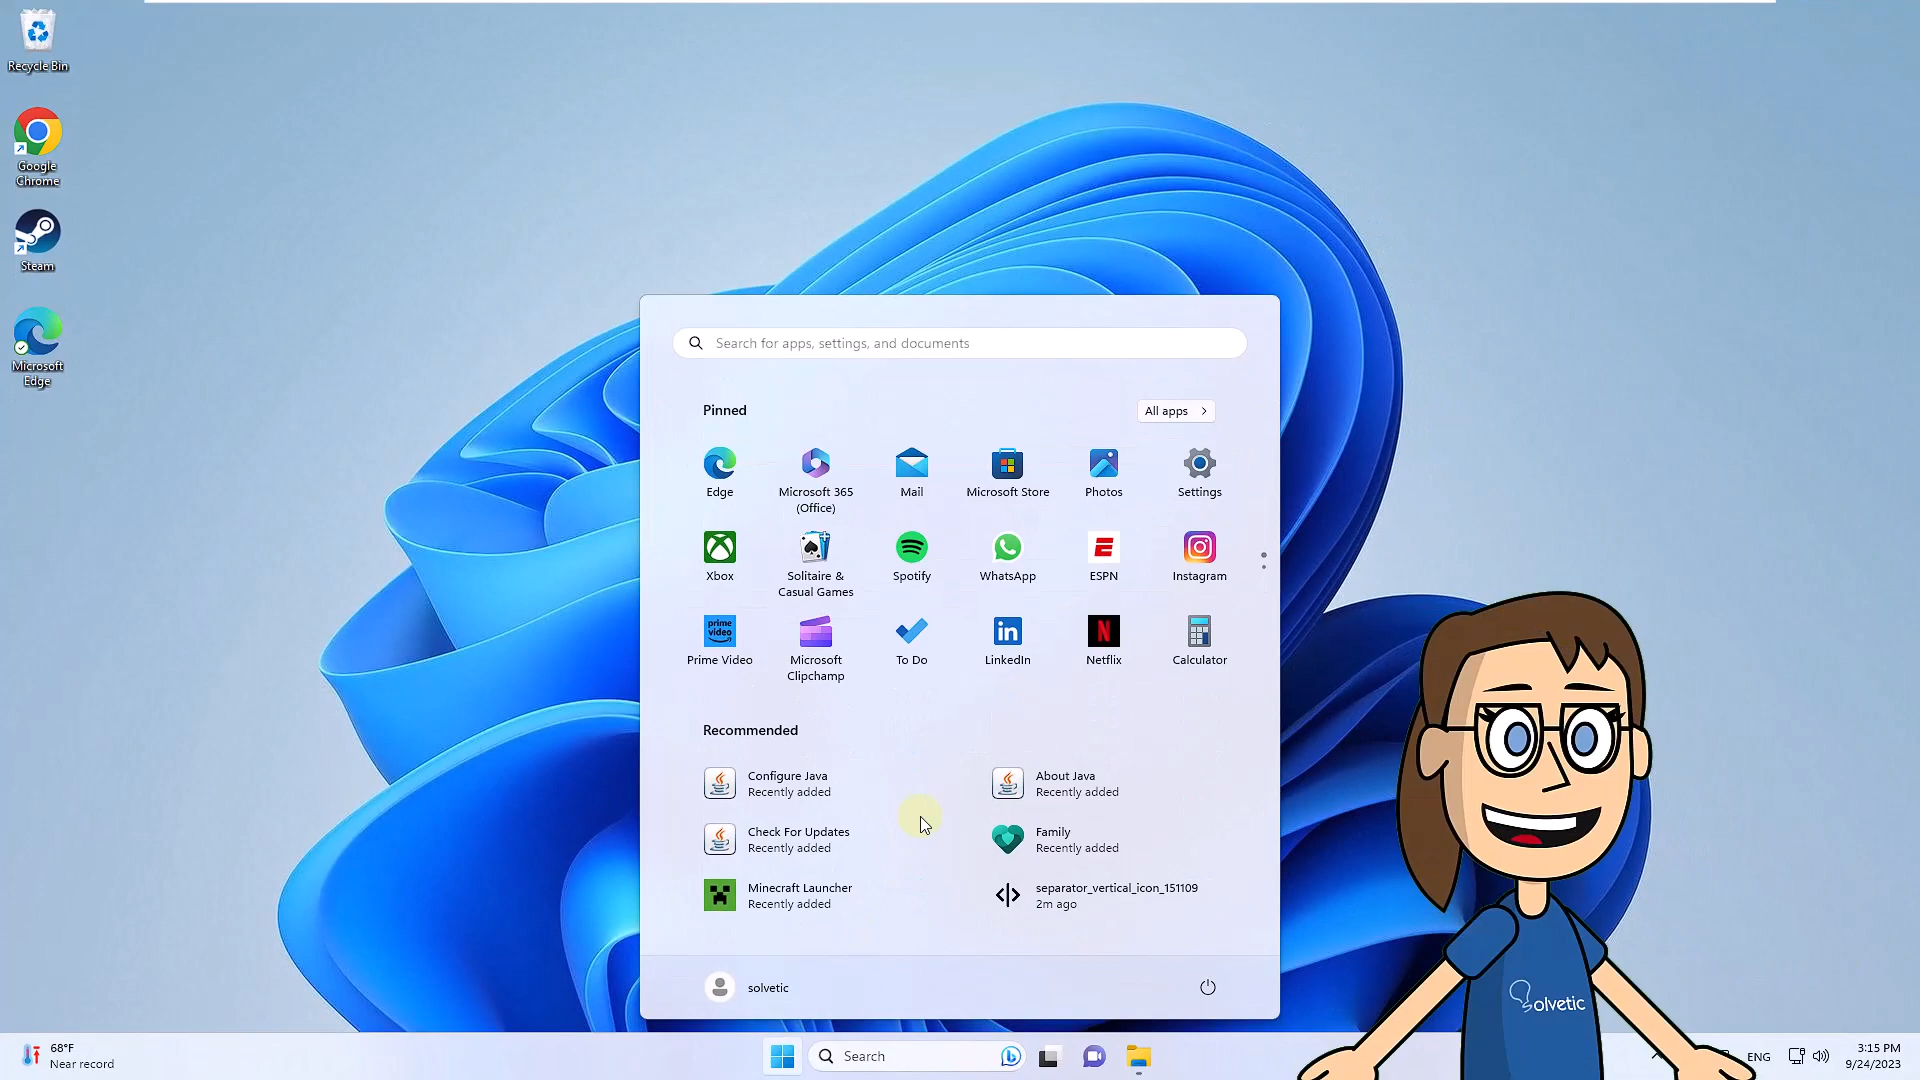 Recycle Bin
Google
Chrome
Steam
Microsoft
Edge
Search for apps, settings, and documents
Pinned
All apps
Edge
Microsoft 365
(Office)
Mail
Microsoft Store
Photos
Settings
Xbox
Solitaire &
Casual Games
Spotify
WhatsApp
ESPN
Instagram
prime
video
Prime Video
Microsoft
Clipchamp
To Do
LinkedIn
Netflix
Calculator
Recommended
Configure Java
Recently added
About Java
Recently added
Check For Updates
Recently added
Family
Recently added
Minecraft Launcher
Recently added
separator_vertical_icon_151109
2m ago
solvetic
Solvetic
68°F
Near record
Search
ENG
3:15 PM
9/24/2023